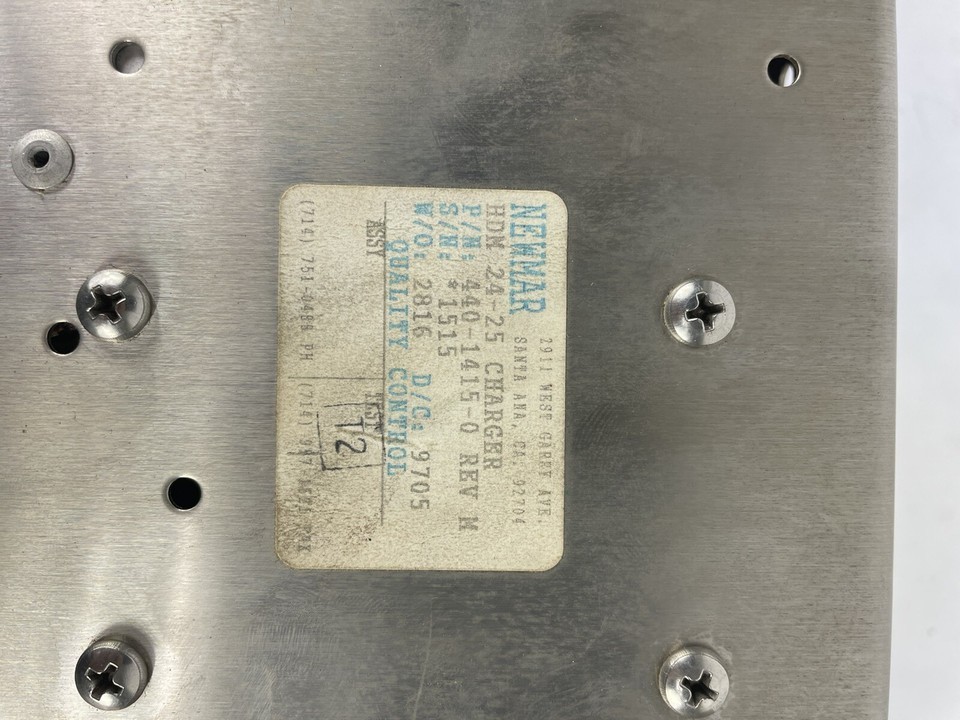 NEWMAR
2911 WEST GARRY AVE.
SANTA ANA, CA. 92704
HDM 24-25 CHARGER
P/N: 440-1415-0 REV M
S/N: *1515
W/O: 2816 D/C: 9705
QUALITY CONTROL
ASSY TEST
T2
(714) 751-0488 PH (714)